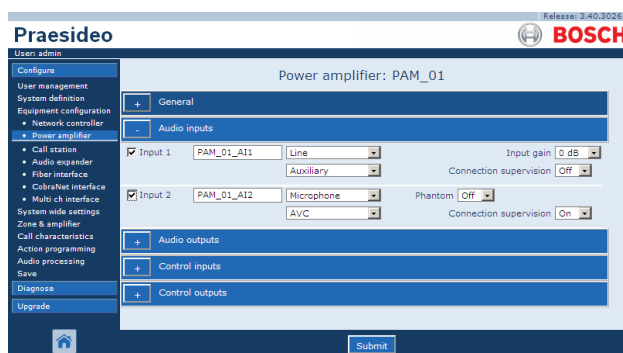 Release: 3.40.3026
Praesideo
BOSCH
User: admin
Configure
User management
System definition
Equipment configuration
• Network controller
• Power amplifier
• Call station
• Audio expander
• Fiber interface
• CobraNet interface
• Multi ch interface
System wide settings
Zone & amplifier
Call characteristics
Action programming
Audio processing
Save
Diagnose
Upgrade
Power amplifier: PAM_01
+ General
- Audio inputs
Input 1 PAM_01_AI1 Line Input gain 0 dB
Auxiliary Connection supervision Off
Input 2 PAM_01_AI2 Microphone Phantom Off
AVC Connection supervision On
+ Audio outputs
+ Control inputs
+ Control outputs
Submit